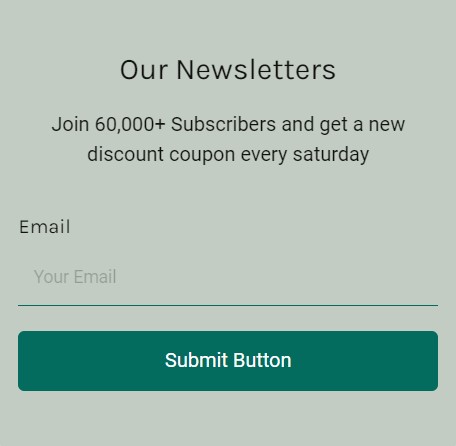 Our Newsletters
Join 60,000+ Subscribers and get a new
discount coupon every saturday
Email
Your Email
Submit Button